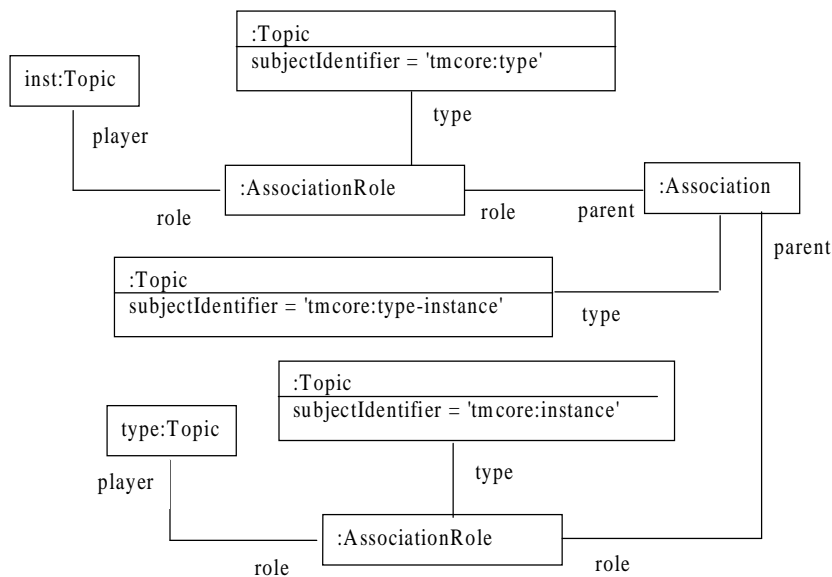 :Topic
subjectIdentifier = 'tmcore:type'
inst:Topic
type
player
:AssociationRole
:Association
role
role
parent
parent
:Topic
subjectIdentifier = 'tmcore:type-instance'
type
:Topic
subjectIdentifier = 'tmcore:instance'
type:Topic
type
player
:AssociationRole
role
role